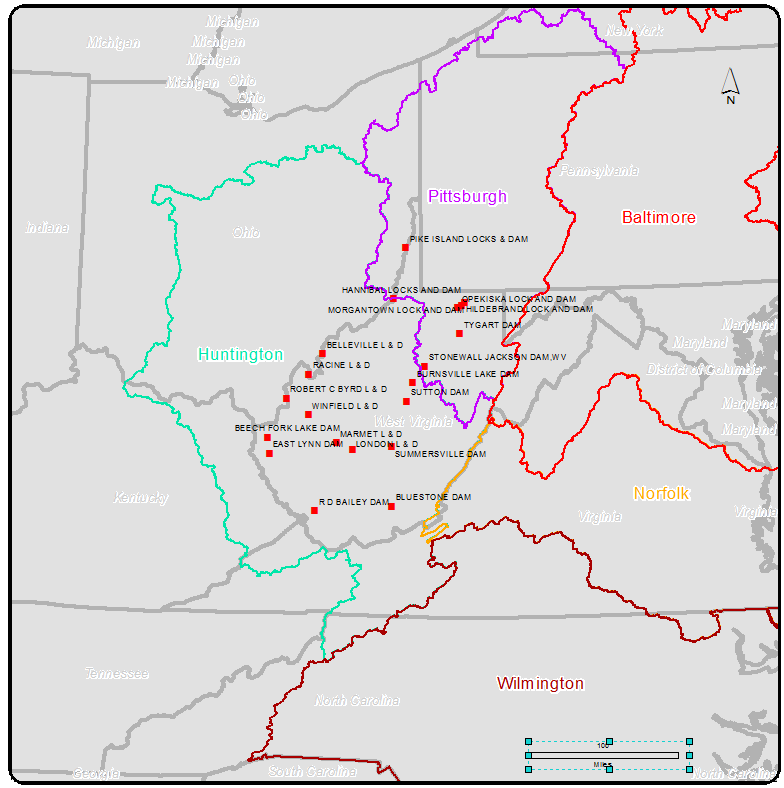 Michigan
Michigan
New York
Michigan
Michigan
Michigan
Ohio
Ohio
Ohio
N
Pennsylvania
Pittsburgh
Baltimore
Indiana
Ohio
PIKE ISLAND LOCKS & DAM
HANNIBAL LOCKS AND DAM
OPEKISKA LOCK AND DAM
MORGANTOWN LOCK AND DAM
HILDEBRAND LOCK AND DAM
TYGART DAM
Maryland
Maryland
BELLEVILLE L & D
Huntington
STONEWALL JACKSON DAM,WV
RACINE L & D
District of Columbia
BURNSVILLE LAKE DAM
ROBERT C BYRD L & D
SUTTON DAM
Maryland
WINFIELD L & D
West Virginia
BEECH FORK LAKE DAM
Maryland
MARMET L & D
EAST LYNN DAM
LONDON L & D
SUMMERSVILLE DAM
Kentucky
R D BAILEY DAM
BLUESTONE DAM
Norfolk
Virginia
Virginia
Tennessee
Wilmington
North Carolina
100
Miles
Georgia
South Carolina
North Carolina